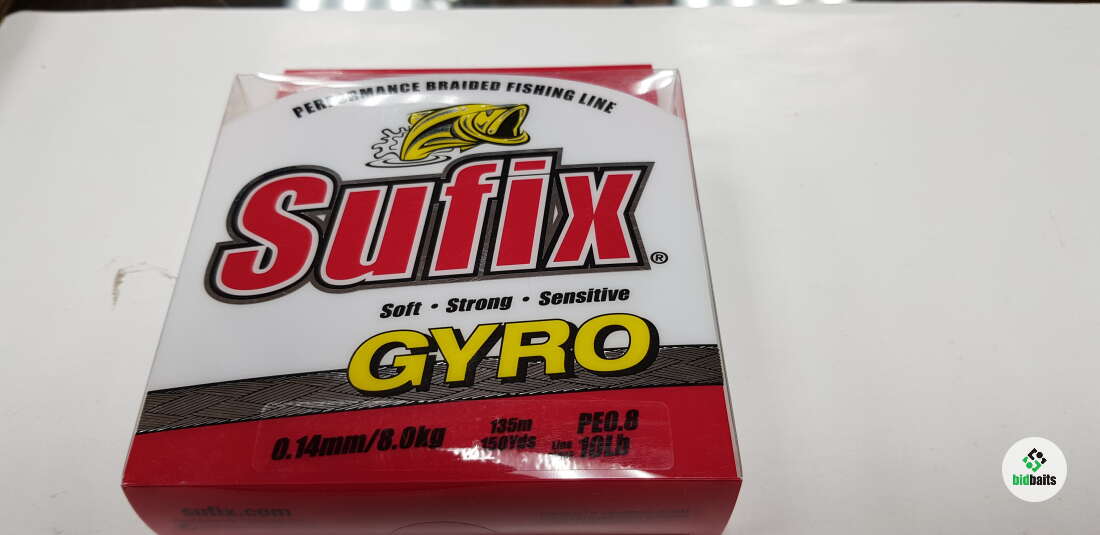 PERFORMANCE BRAIDED FISHING LINE
Sufix®
Soft · Strong · Sensitive
GYRO
0.14mm/8.0kg
135m
150Yds
PE0.8
Line
10Lb
sufix.com
bidbaits